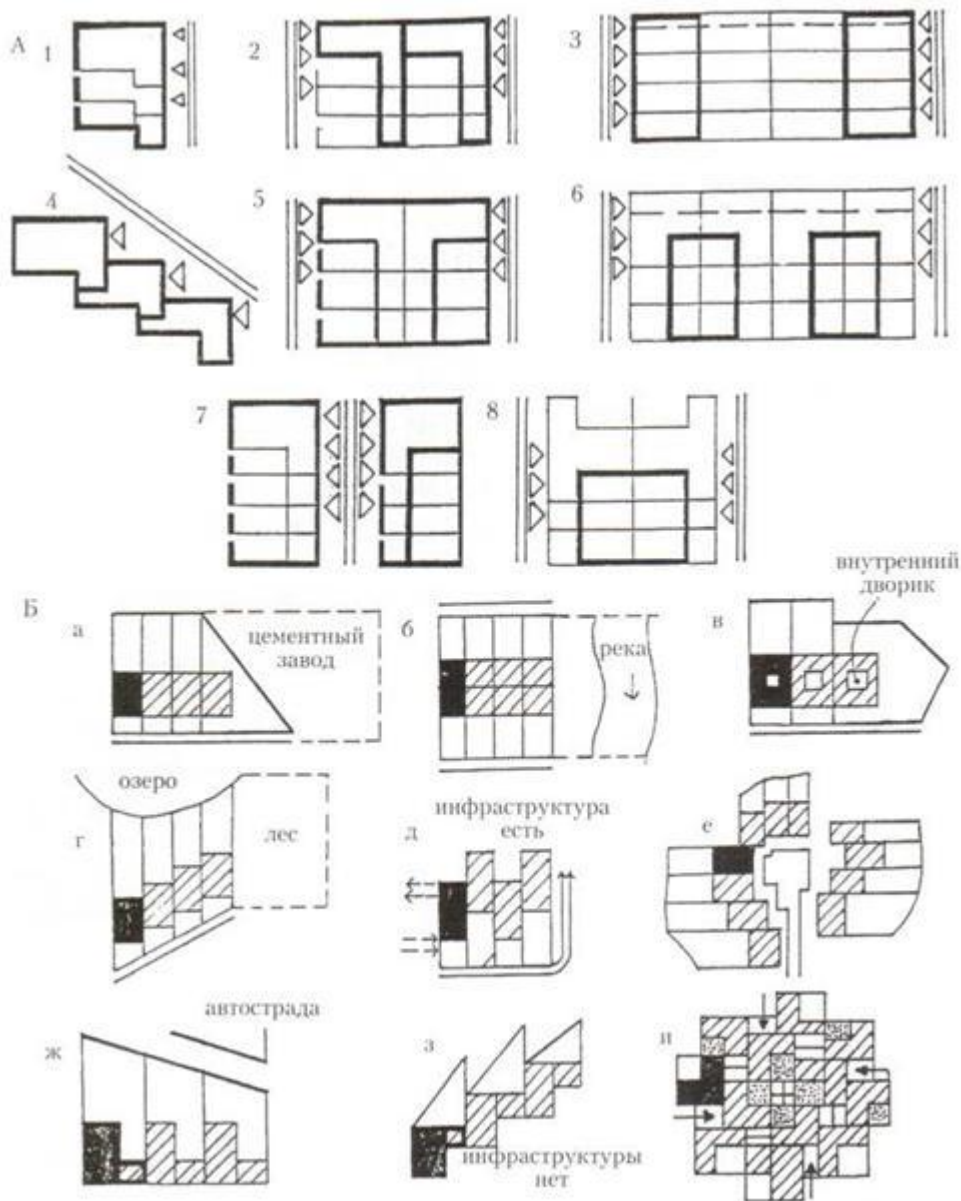 А
1
2
3
4
5
6
7
8
Б
а
цементный
завод
б
река
в
внутренний
дворик
г
озеро
лес
д
инфраструктура
есть
е
ж
автострада
з
инфраструктуры
нет
и